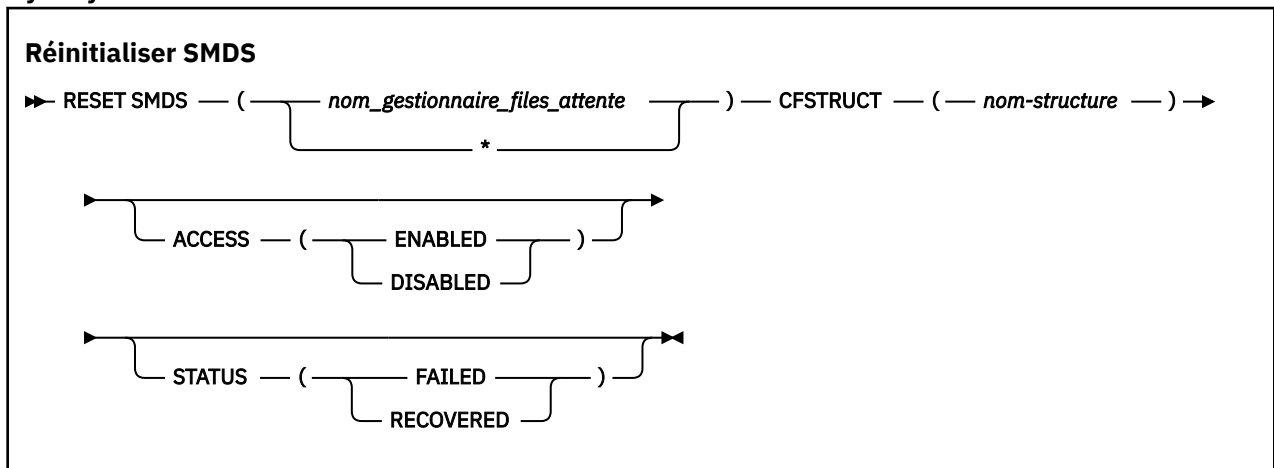 Réinitialiser SMDS
RESET SMDS ( nom_gestionnaire_files_attente ) CFSTRUCT ( nom-structure )
*
ACCESS ( ENABLED )
DISABLED
STATUS ( FAILED )
RECOVERED